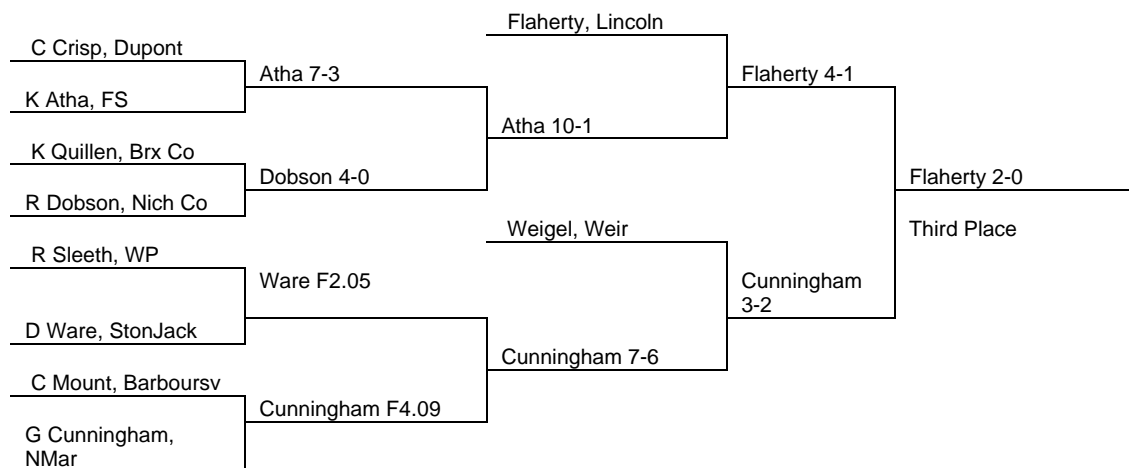 Flaherty, Lincoln
C Crisp, Dupont
Atha 7-3
Flaherty 4-1
K Atha, FS
Atha 10-1
K Quillen, Brx Co
Dobson 4-0
Flaherty 2-0
R Dobson, Nich Co
Weigel, Weir
Third Place
R Sleeth, WP
Ware F2.05
Cunningham
3-2
D Ware, StonJack
Cunningham 7-6
C Mount, Barboursv
Cunningham F4.09
G Cunningham,
NMar